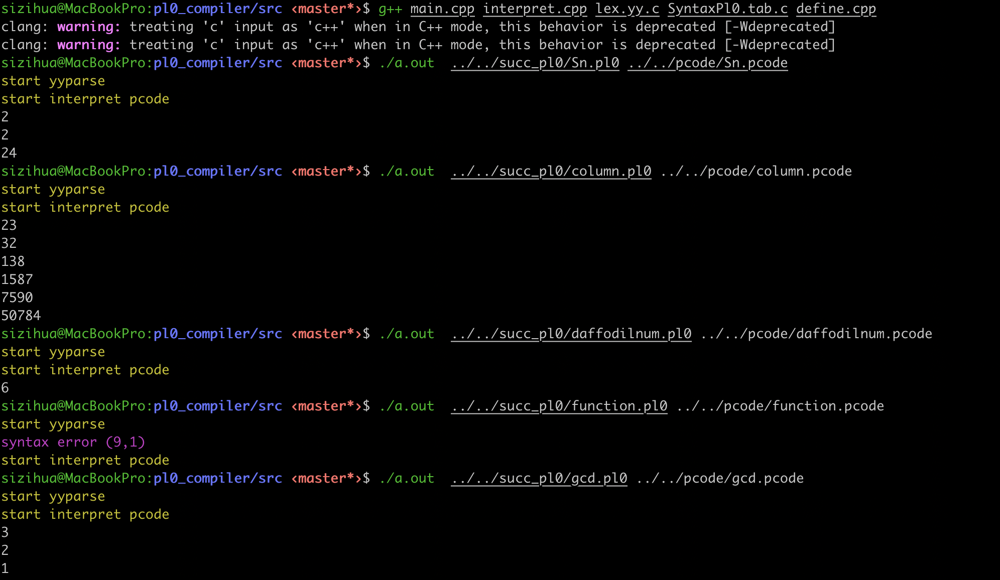 sizihua@MacBookPro:pl0_compiler/src ‹master*›$ g++ main.cpp interpret.cpp lex.yy.c SyntaxPl0.tab.c define.cpp
clang: warning: treating 'c' input as 'c++' when in C++ mode, this behavior is deprecated [-Wdeprecated]
clang: warning: treating 'c' input as 'c++' when in C++ mode, this behavior is deprecated [-Wdeprecated]
sizihua@MacBookPro:pl0_compiler/src ‹master*›$ ./a.out  ../../succ_pl0/Sn.pl0 ../../pcode/Sn.pcode
start yyparse
start interpret pcode
2
2
24
sizihua@MacBookPro:pl0_compiler/src ‹master*›$ ./a.out  ../../succ_pl0/column.pl0 ../../pcode/column.pcode
start yyparse
start interpret pcode
23
32
138
1587
7590
50784
sizihua@MacBookPro:pl0_compiler/src ‹master*›$ ./a.out  ../../succ_pl0/daffodilnum.pl0 ../../pcode/daffodilnum.pcode
start yyparse
start interpret pcode
6
sizihua@MacBookPro:pl0_compiler/src ‹master*›$ ./a.out  ../../succ_pl0/function.pl0 ../../pcode/function.pcode
start yyparse
syntax error (9,1)
start interpret pcode
sizihua@MacBookPro:pl0_compiler/src ‹master*›$ ./a.out  ../../succ_pl0/gcd.pl0 ../../pcode/gcd.pcode
start yyparse
start interpret pcode
3
2
1